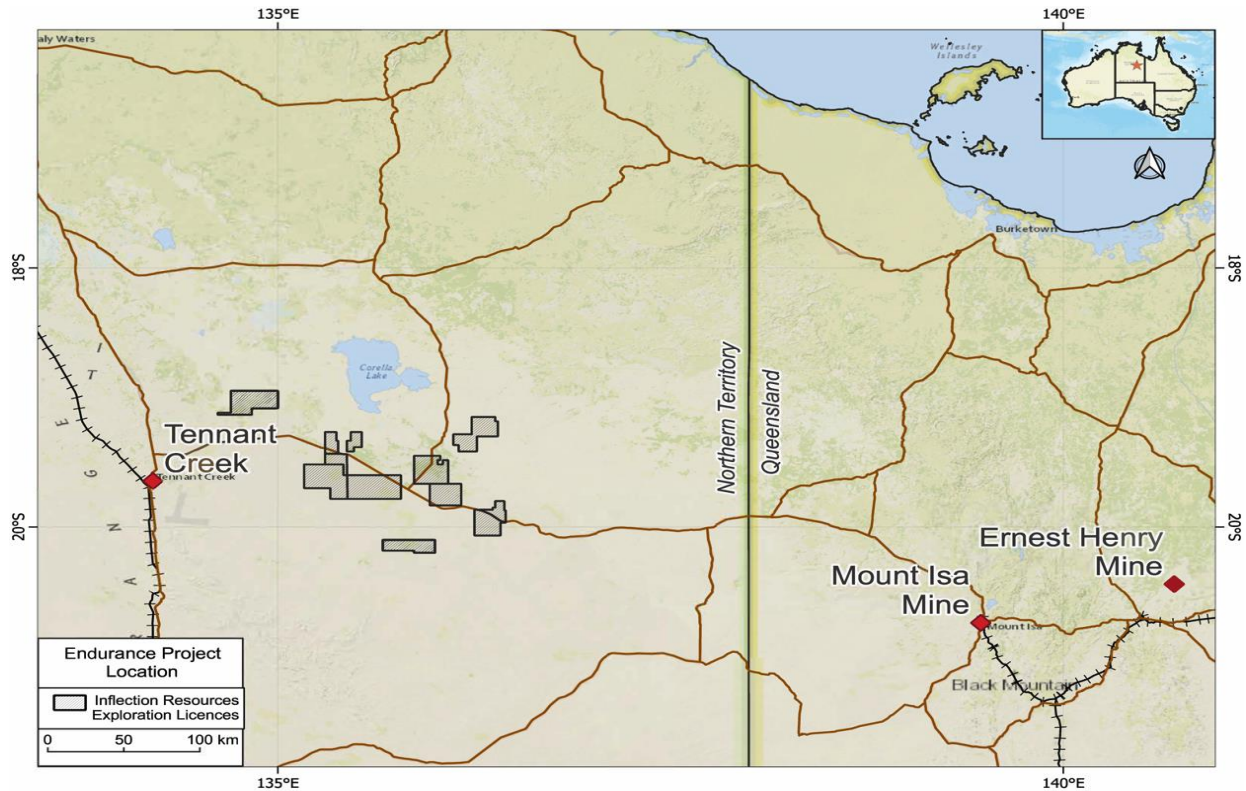 135°E
140°E
aly Waters
Wellesley
Islands
Burketown
18°S
18°S
I
T
E
G
N
A
R
Corella
Lake
Northern Territory
Queensland
Tennant
Creek
Tennant Creek
20°S
20°S
Ernest Henry
Mine
Mount Isa
Mine
Mount Isa
Black Mountain
Endurance Project
Location
Inflection Resources
Exploration Licences
0 50 100 km
135°E
140°E